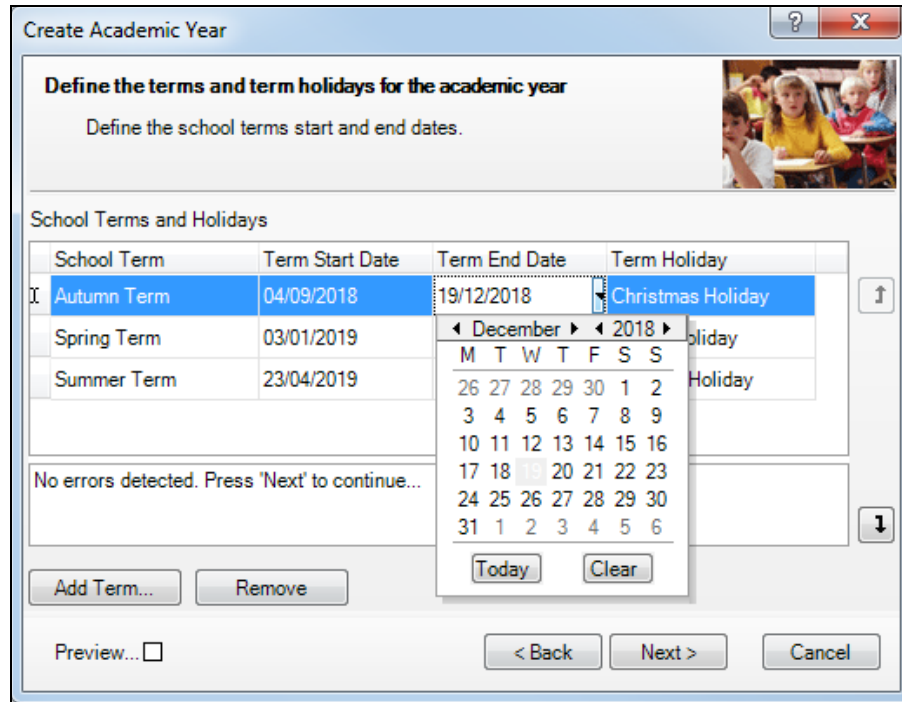 Create Academic Year
?
X
Define the terms and term holidays for the academic year
Define the school terms start and end dates.
School Terms and Holidays
School Term Term Start Date Term End Date Term Holiday
Autumn Term 04/09/2018 19/12/2018 Christmas Holiday
Spring Term 03/01/2019
Summer Term 23/04/2019 Holiday
December 2018
M T W T F S S
26 27 28 29 30 1 2
3 4 5 6 7 8 9
10 11 12 13 14 15 16
17 18 19 20 21 22 23
24 25 26 27 28 29 30
31 1 2 3 4 5 6
Today Clear
No errors detected. Press 'Next' to continue...
Add Term... Remove
Preview... < Back Next > Cancel